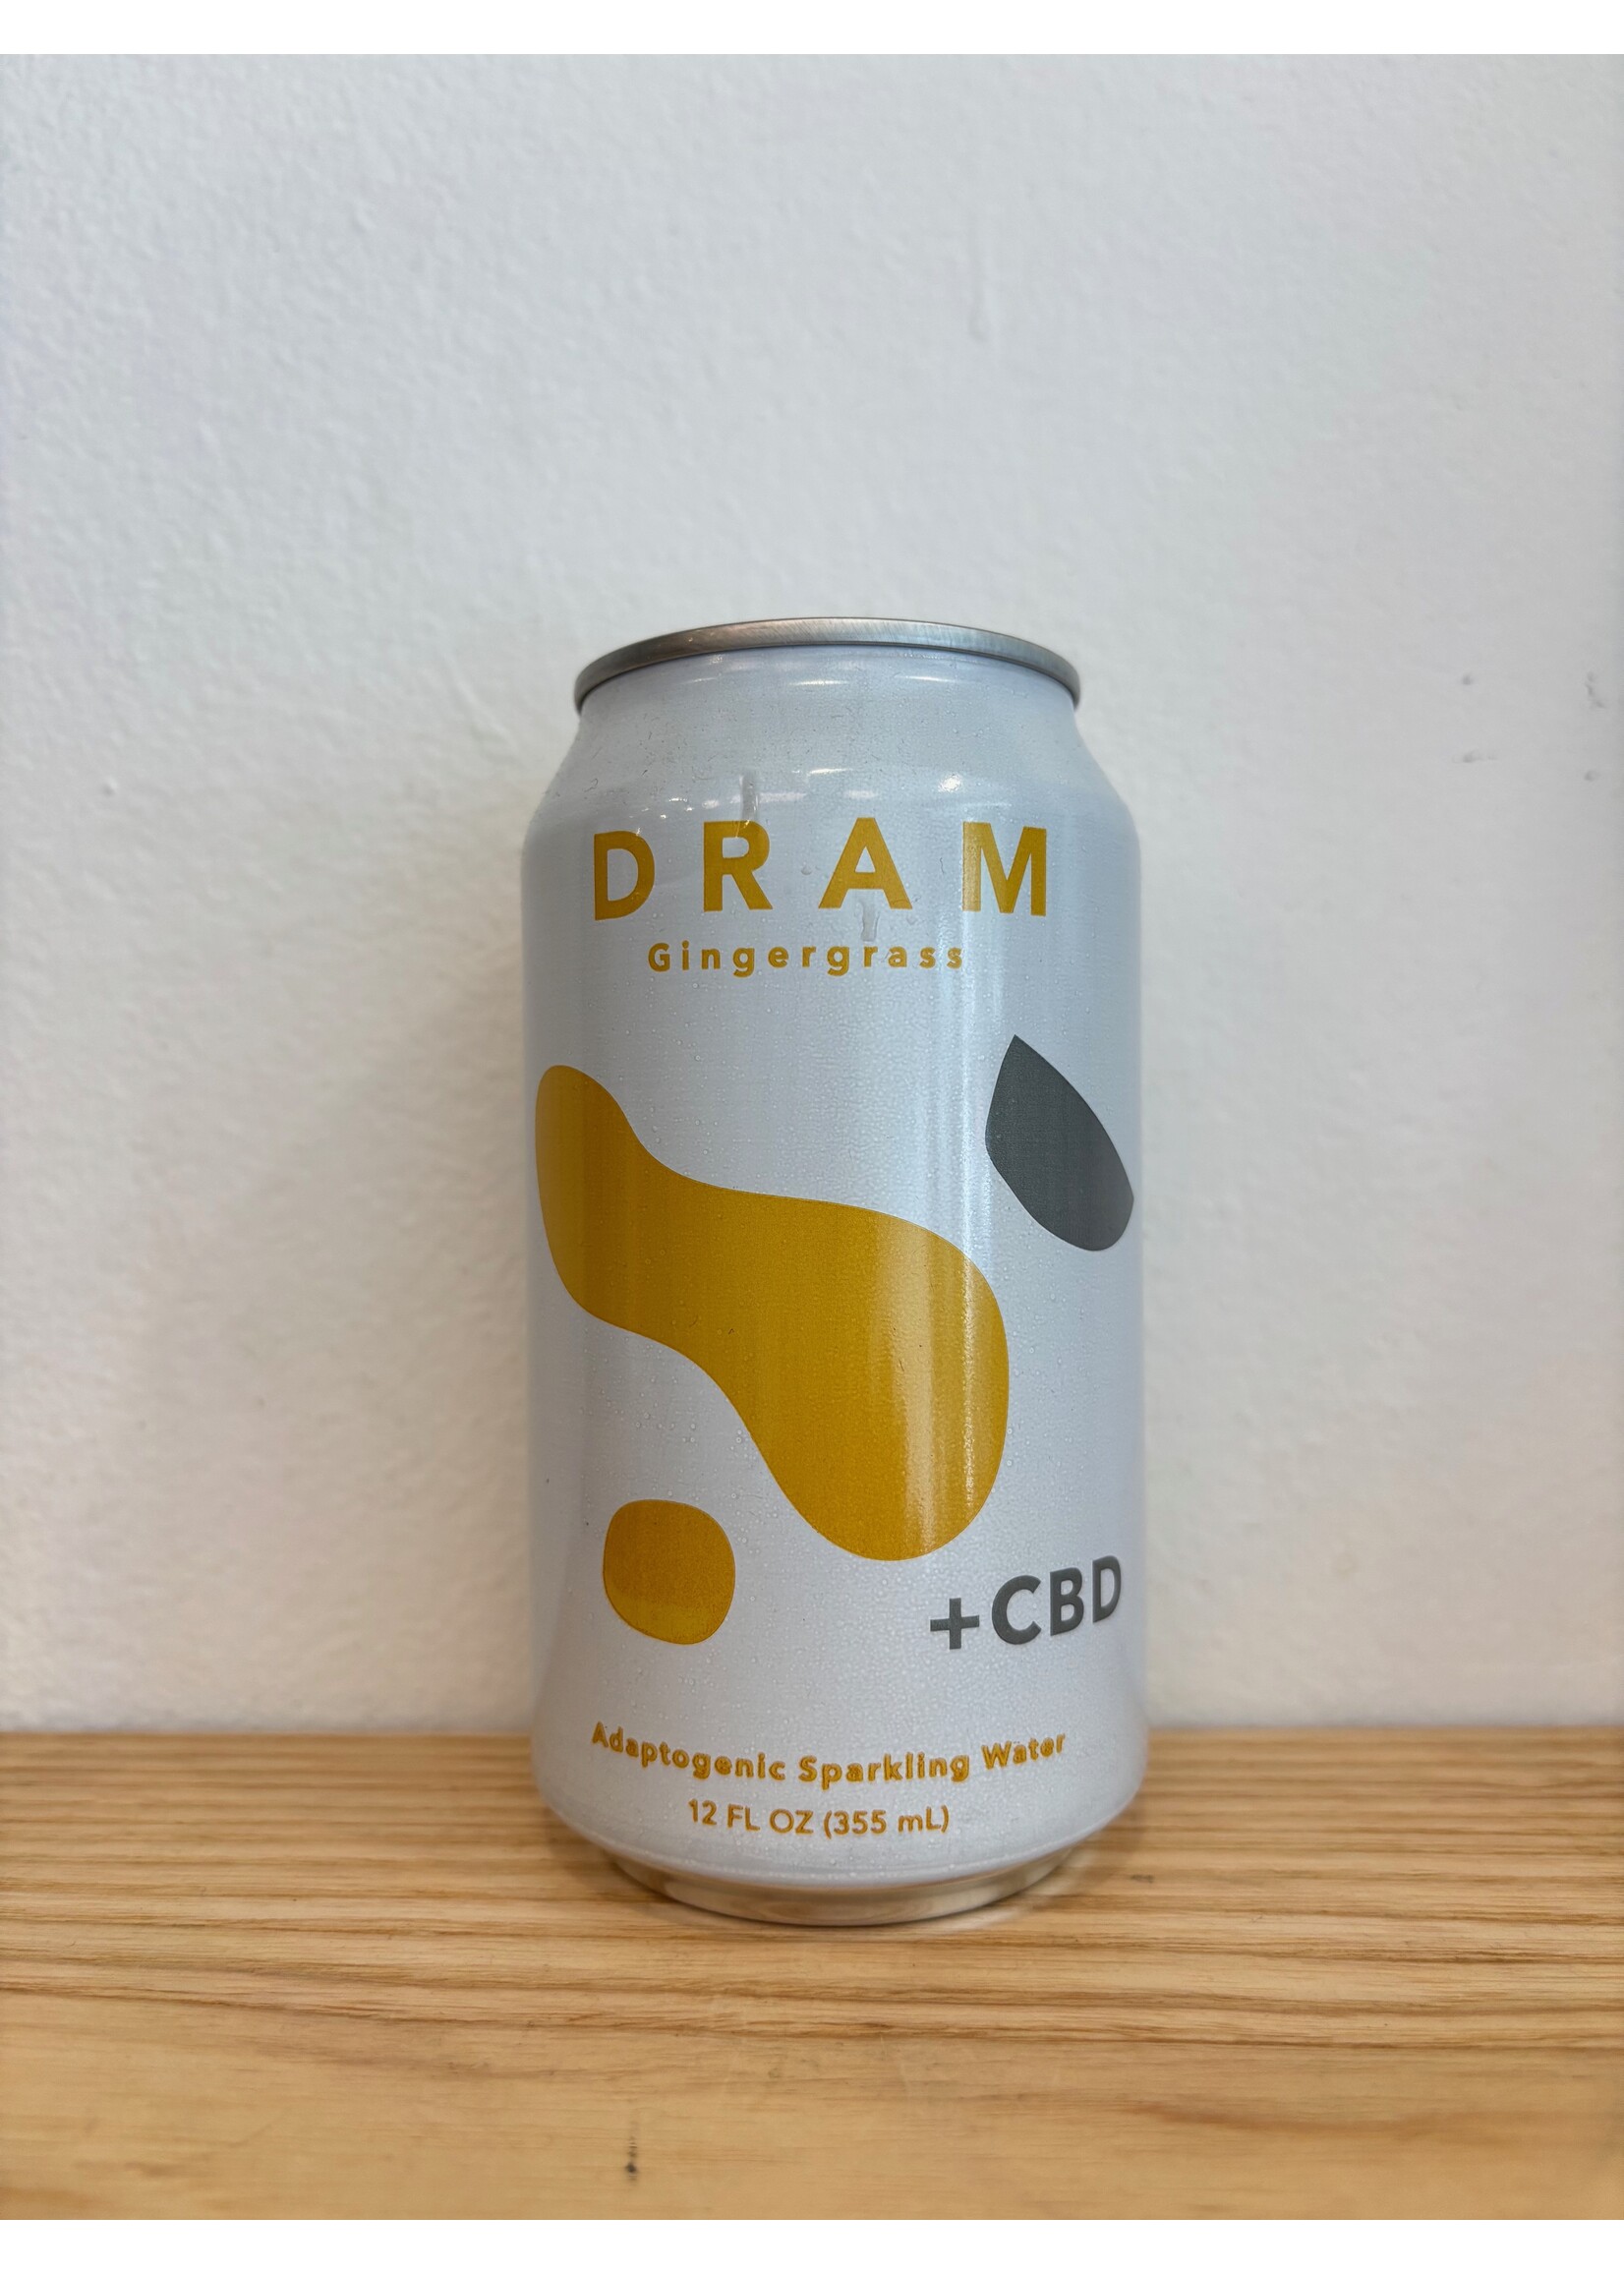 DRAM
Gingergrass
+CBD
Adaptogenic Sparkling Water
12 FL OZ (355 mL)